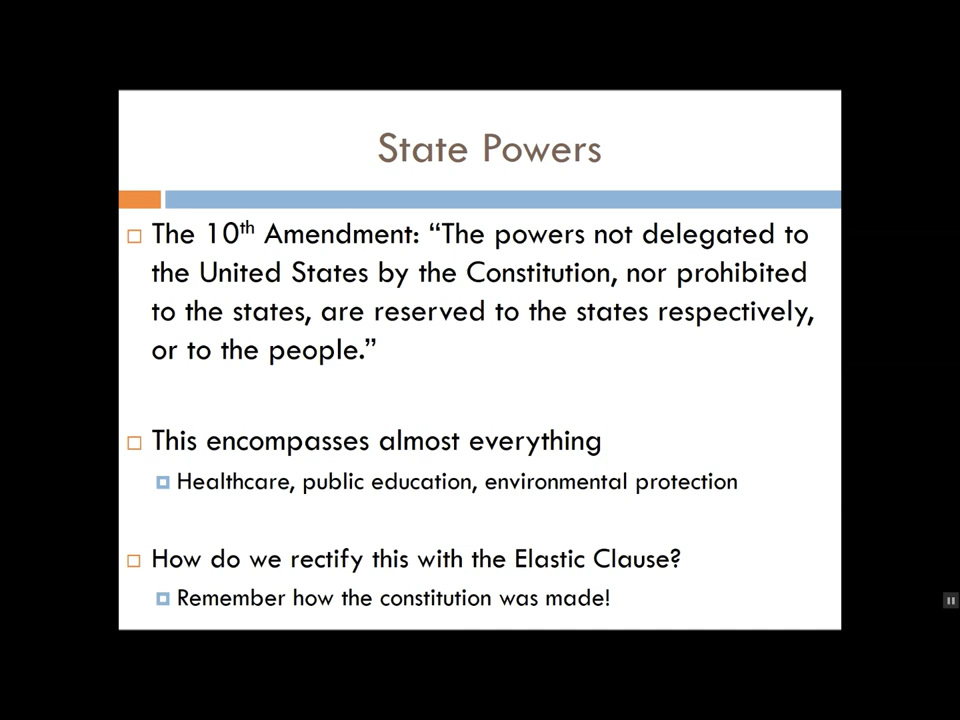 State Powers
The 10th Amendment: “The powers not delegated to
the United States by the Constitution, nor prohibited
to the states, are reserved to the states respectively,
or to the people.”
This encompasses almost everything
Healthcare, public education, environmental protection
How do we rectify this with the Elastic Clause?
Remember how the constitution was made!